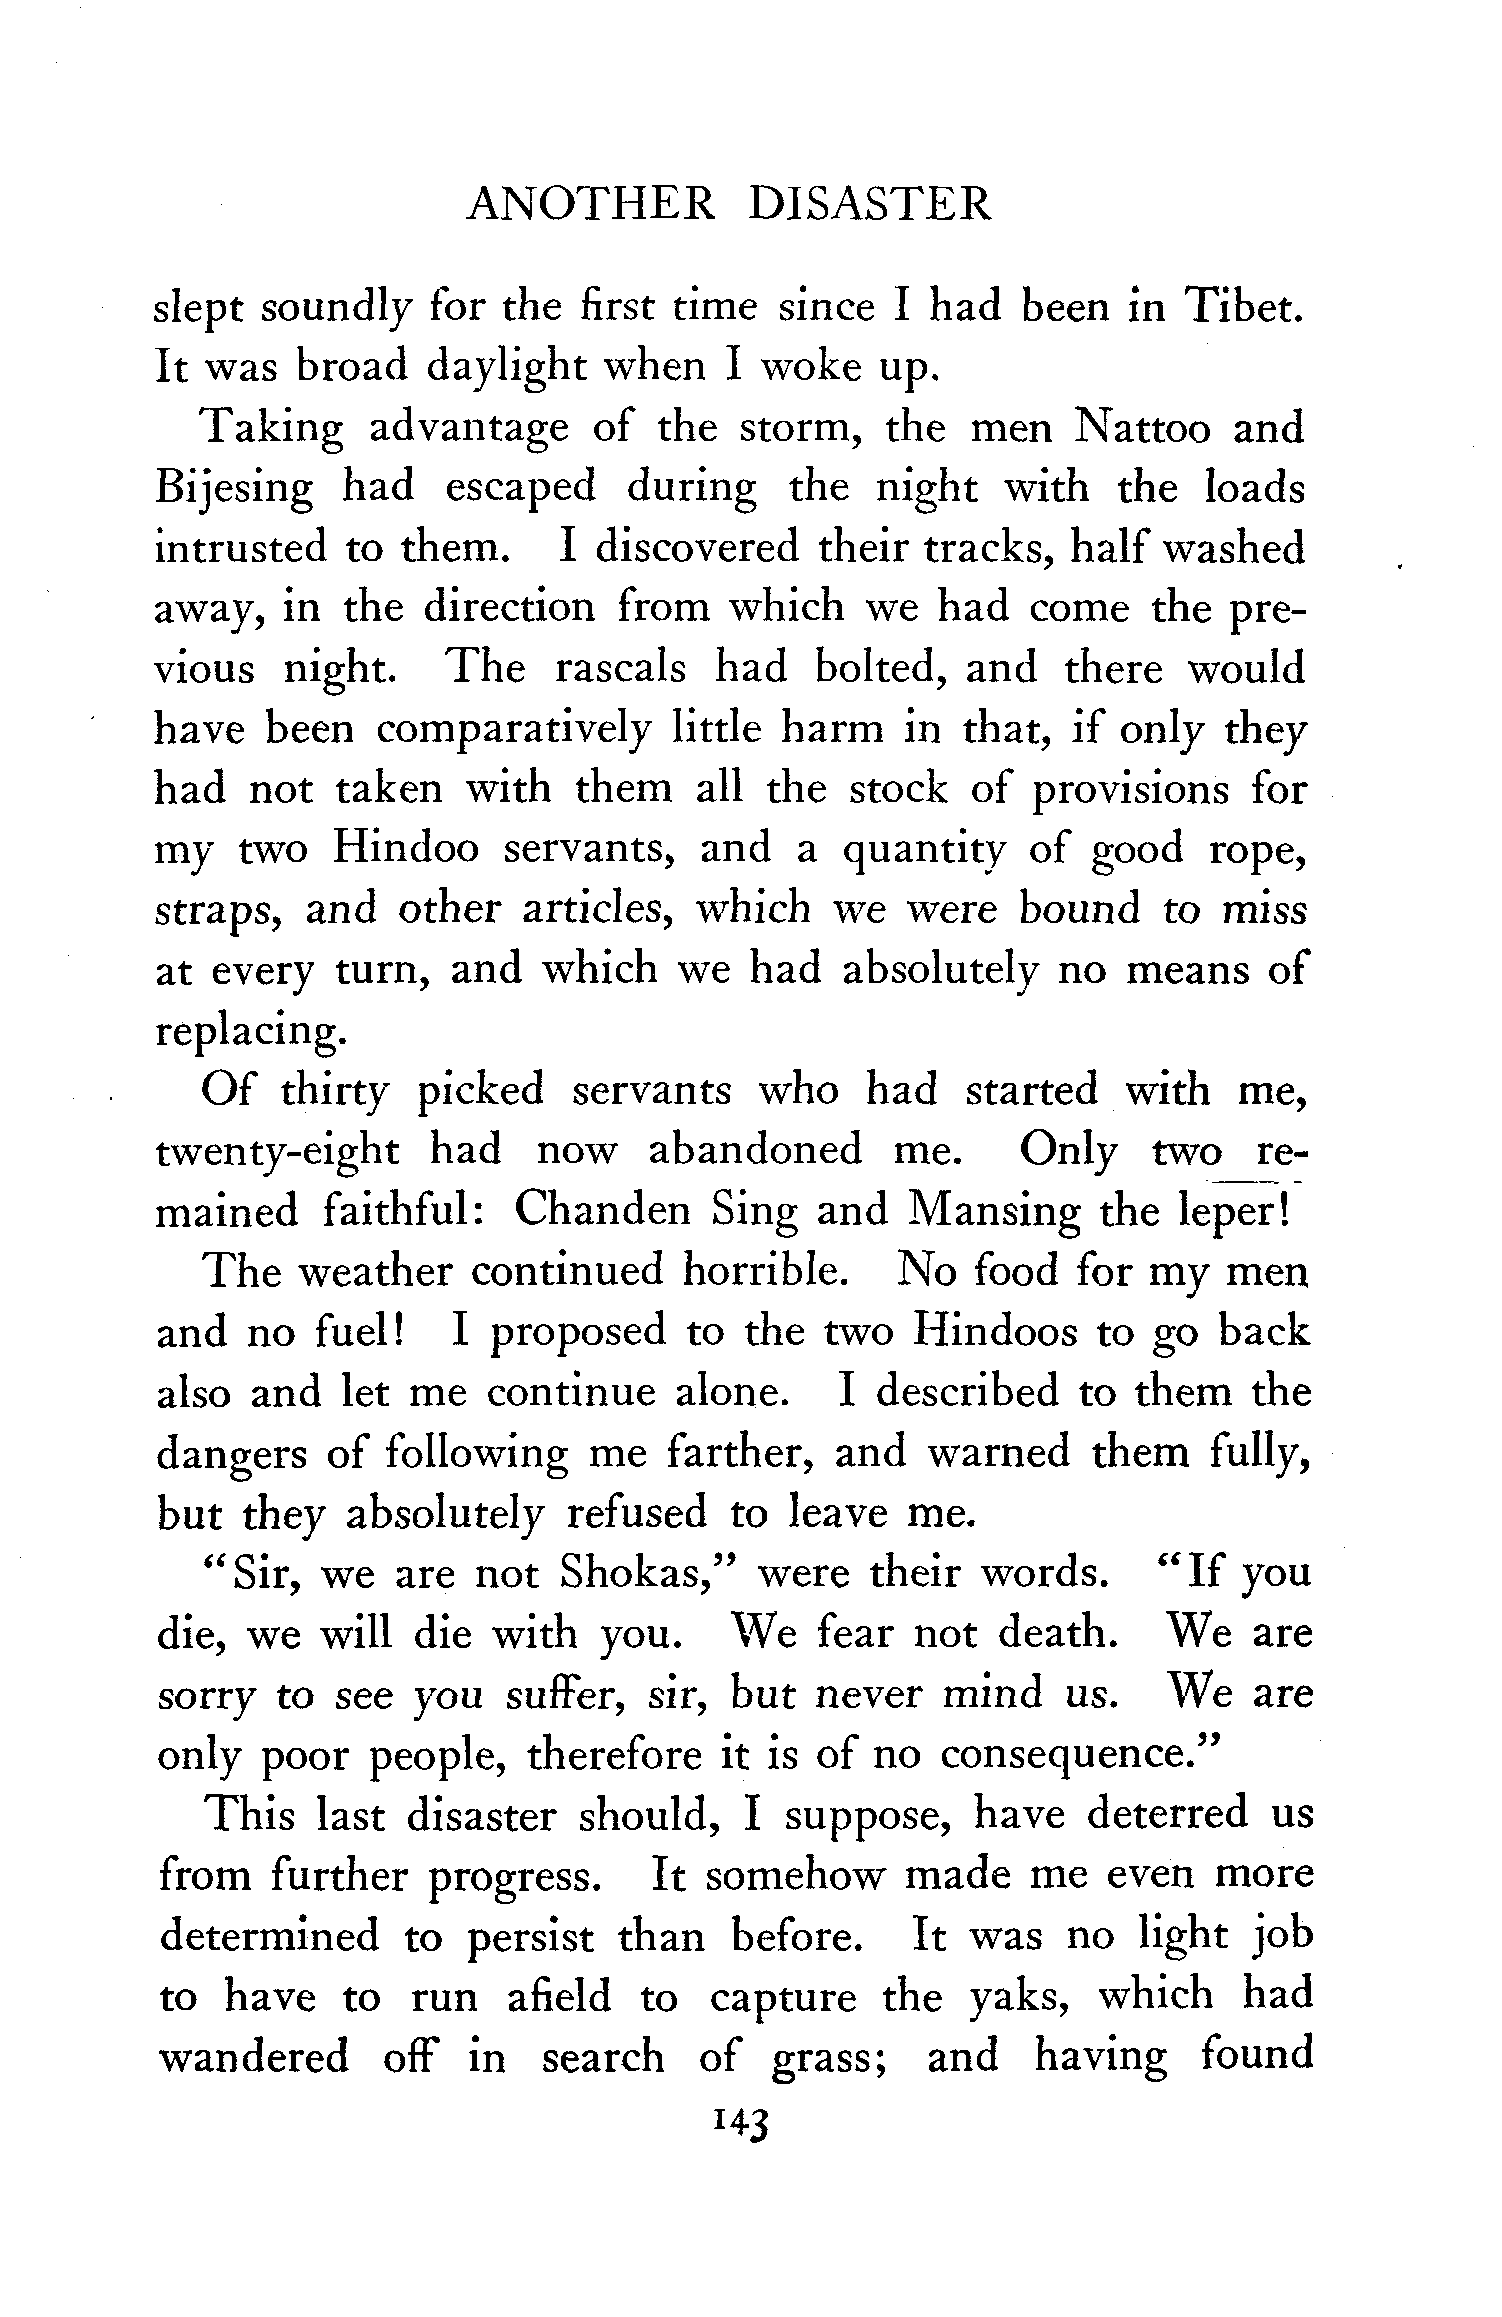 ANOTHER DISASTER
slept soundly for the first time since I had been in Tibet.
It was broad daylight when I woke up.
Taking advantage of the storm, the men Nattoo and
Bijesing had escaped during the night with the loads
intrusted to them. I discovered their tracks, half washed
away, in the direction from which we had come the pre-
vious night. The rascals had bolted, and there would
have been comparatively little harm in that, if only they
had not taken with them all the stock of provisions for
my two Hindoo servants, and a quantity of good rope,
straps, and other articles, which we were bound to miss
at every turn, and which we had absolutely no means of
replacing.
Of thirty picked servants who had started with me,
twenty-eight had now abandoned me. Only two re-
mained faithful: Chanden Sing and Mansing the leper!
The weather continued horrible. No food for my men
and no fuel! I proposed to the two Hindoos to go back
also and let me continue alone. I described to them the
dangers of following me farther, and warned them fully,
but they absolutely refused to leave me.
"Sir, we are not Shokas," were their words. "If you
die, we will die with you. We fear not death. We are
sorry to see you suffer, sir, but never mind us. We are
only poor people, therefore it is of no consequence."
This last disaster should, I suppose, have deterred us
from further progress. It somehow made me even more
determined to persist than before. It was no light job
to have to run afield to capture the yaks, which had
wandered off in search of grass; and having found
143